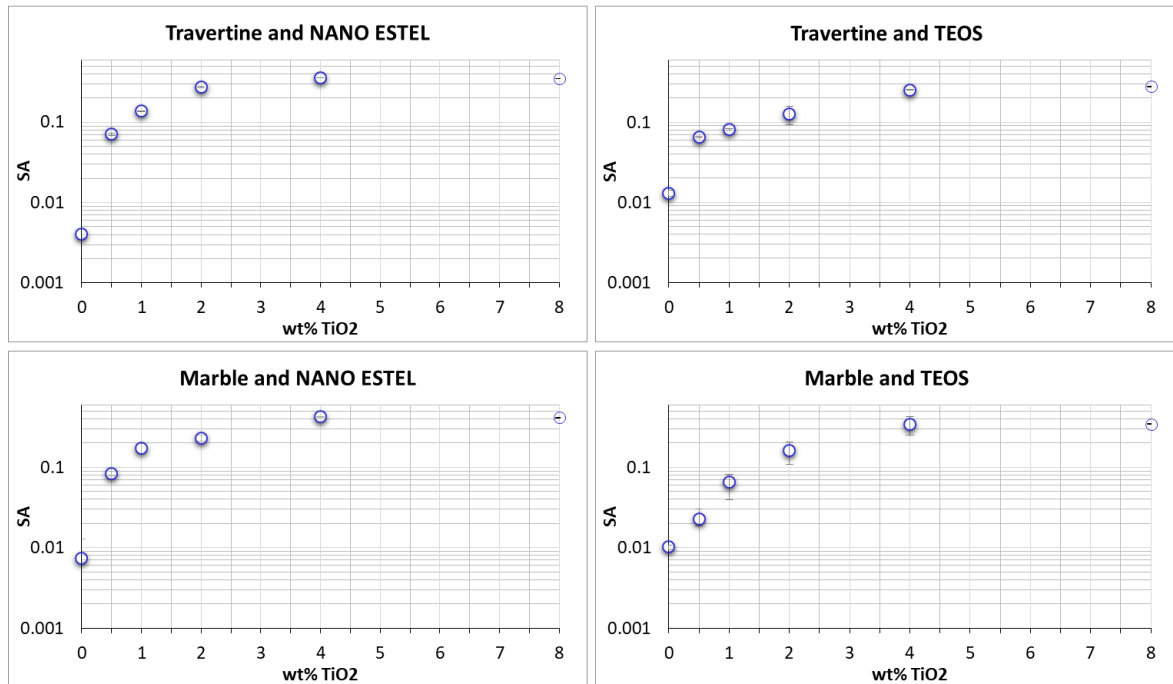 Travertine and NANO ESTEL
0.1
0.01
0.001
SA
0 1 2 3 4 5 6 7 8
wt% TiO2
Travertine and TEOS
0.1
0.01
0.001
SA
0 1 2 3 4 5 6 7 8
wt% TiO2
Marble and NANO ESTEL
0.1
0.01
0.001
SA
0 1 2 3 4 5 6 7 8
wt% TiO2
Marble and TEOS
0.1
0.01
0.001
SA
0 1 2 3 4 5 6 7 8
wt% TiO2